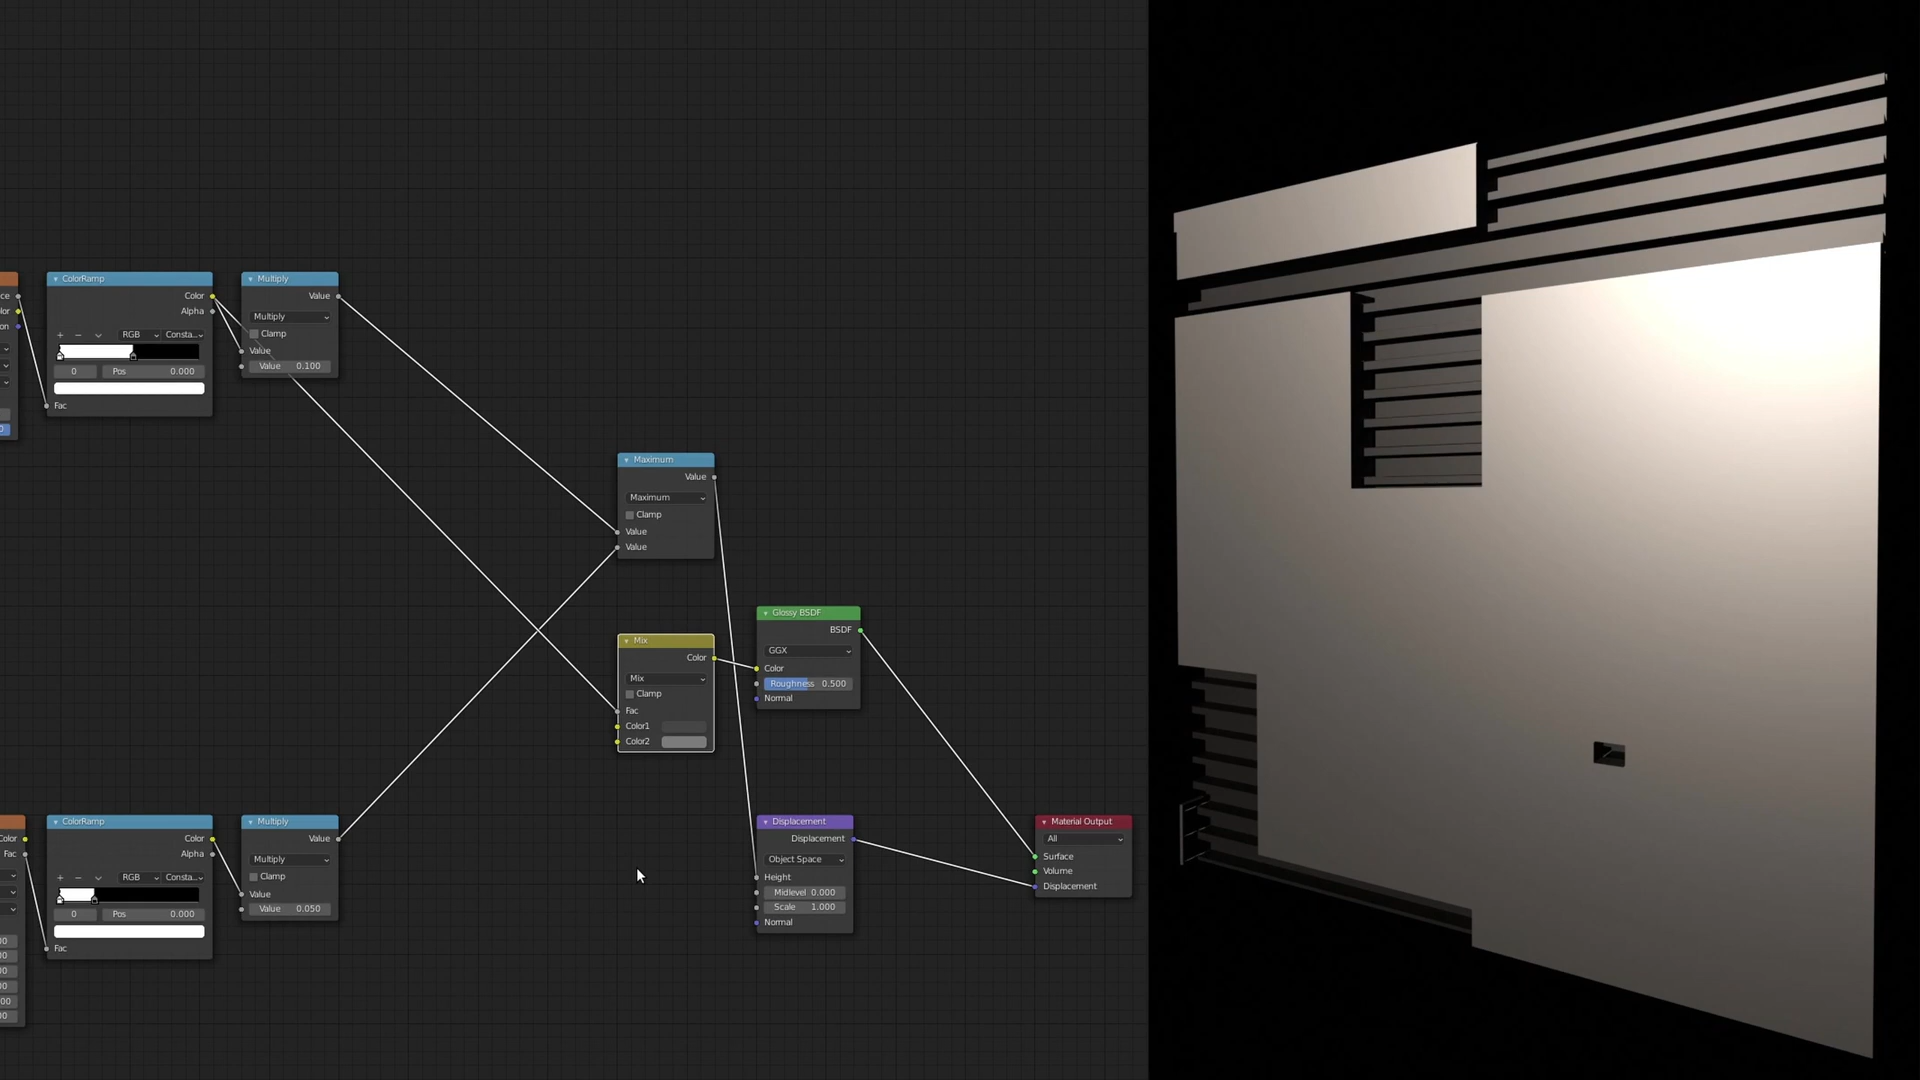 ColorRamp
Color
Alpha
RGB Consta...
0 Pos 0.000
Fac
Multiply
Value
Multiply
Clamp
Value
Value 0.100
Maximum
Value
Maximum
Clamp
Value
Value
Mix
Color
Mix
Clamp
Fac
Color1
Color2
Glossy BSDF
BSDF
GGX
Color
Roughness 0.500
Normal
Color
Fac
ColorRamp
Color
Alpha
RGB Consta...
0 Pos 0.000
Fac
Multiply
Value
Multiply
Clamp
Value
Value 0.050
Displacement
Displacement
Object Space
Height
Midlevel 0.000
Scale 1.000
Normal
Material Output
All
Surface
Volume
Displacement